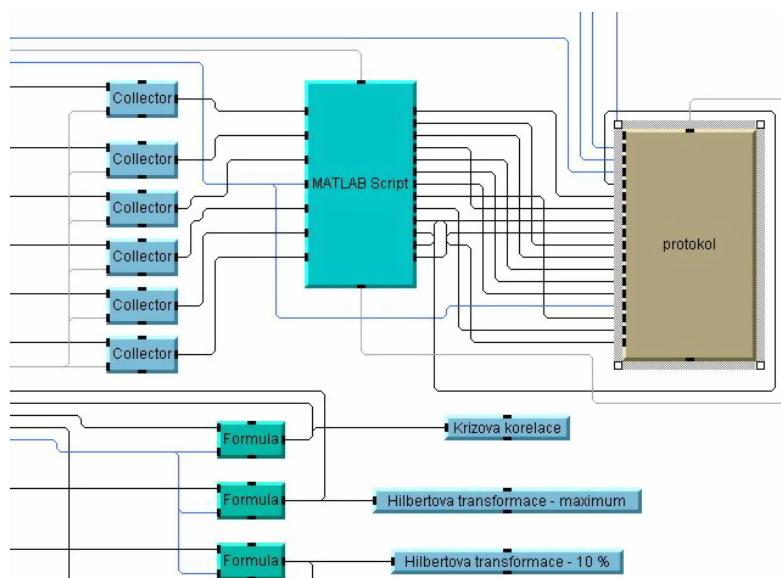 Collector
Collector
Collector
Collector
Collector
Collector
MATLAB Script
protokol
Formula
Krizova korelace
Formula
Hilbertova transformace - maximum
Formula
Hilbertova transformace - 10 %